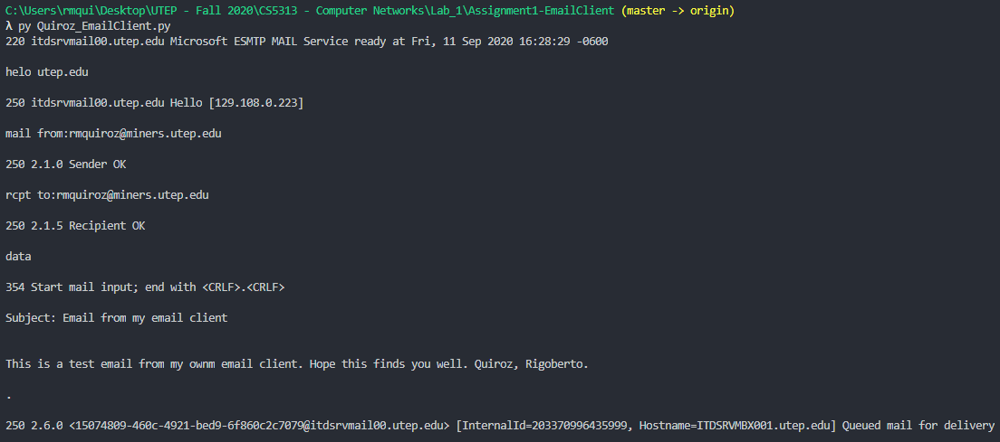 C:\Users\rmqui\Desktop\UTEP - Fall 2020\CS5313 - Computer Networks\Lab_1\Assignment1-EmailClient (master -> origin)
λ py Quiroz_EmailClient.py
220 itdsrvmail00.utep.edu Microsoft ESMTP MAIL Service ready at Fri, 11 Sep 2020 16:28:29 -0600
helo utep.edu
250 itdsrvmail00.utep.edu Hello [129.108.0.223]
mail from:rmquiroz@miners.utep.edu
250 2.1.0 Sender OK
rcpt to:rmquiroz@miners.utep.edu
250 2.1.5 Recipient OK
data
354 Start mail input; end with <CRLF>.<CRLF>
Subject: Email from my email client
This is a test email from my ownm email client. Hope this finds you well. Quiroz, Rigoberto.
.
250 2.6.0 <15074809-460c-4921-bed9-6f860c2c7079@itdsrvmail00.utep.edu> [InternalId=203370996435999, Hostname=ITDSRVMBX001.utep.edu] Queued mail for delivery